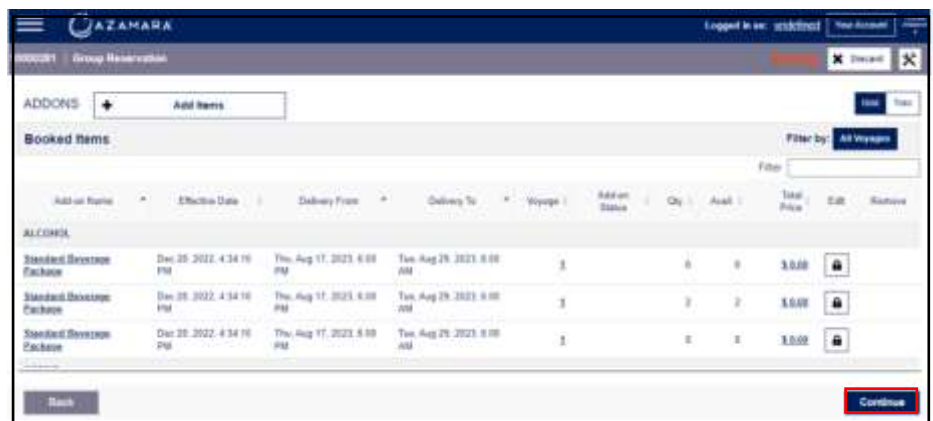 AZAMARA
Logged in as: undefined Your Account
Group Reservation
Discard
ADDONS + Add Items
Booked Items Filter by: All Voyages
Filter
Add-on Name Effective Date Delivery From Delivery To Voyage Add-on Status Qty Avail Total Price Edit Remove
ALCOHOL
Standard Beverage Package Dec 20, 2022, 4:34:16 PM Thu, Aug 17, 2023, 6:00 PM Tue, Aug 29, 2023, 6:00 AM 1 $ 0.00
Standard Beverage Package Dec 20, 2022, 4:34:16 PM Thu, Aug 17, 2023, 6:00 PM Tue, Aug 29, 2023, 6:00 AM 1 2 2 $ 0.00
Standard Beverage Package Dec 20, 2022, 4:34:16 PM Thu, Aug 17, 2023, 6:00 PM Tue, Aug 29, 2023, 6:00 AM 1 $ 0.00
Back Continue